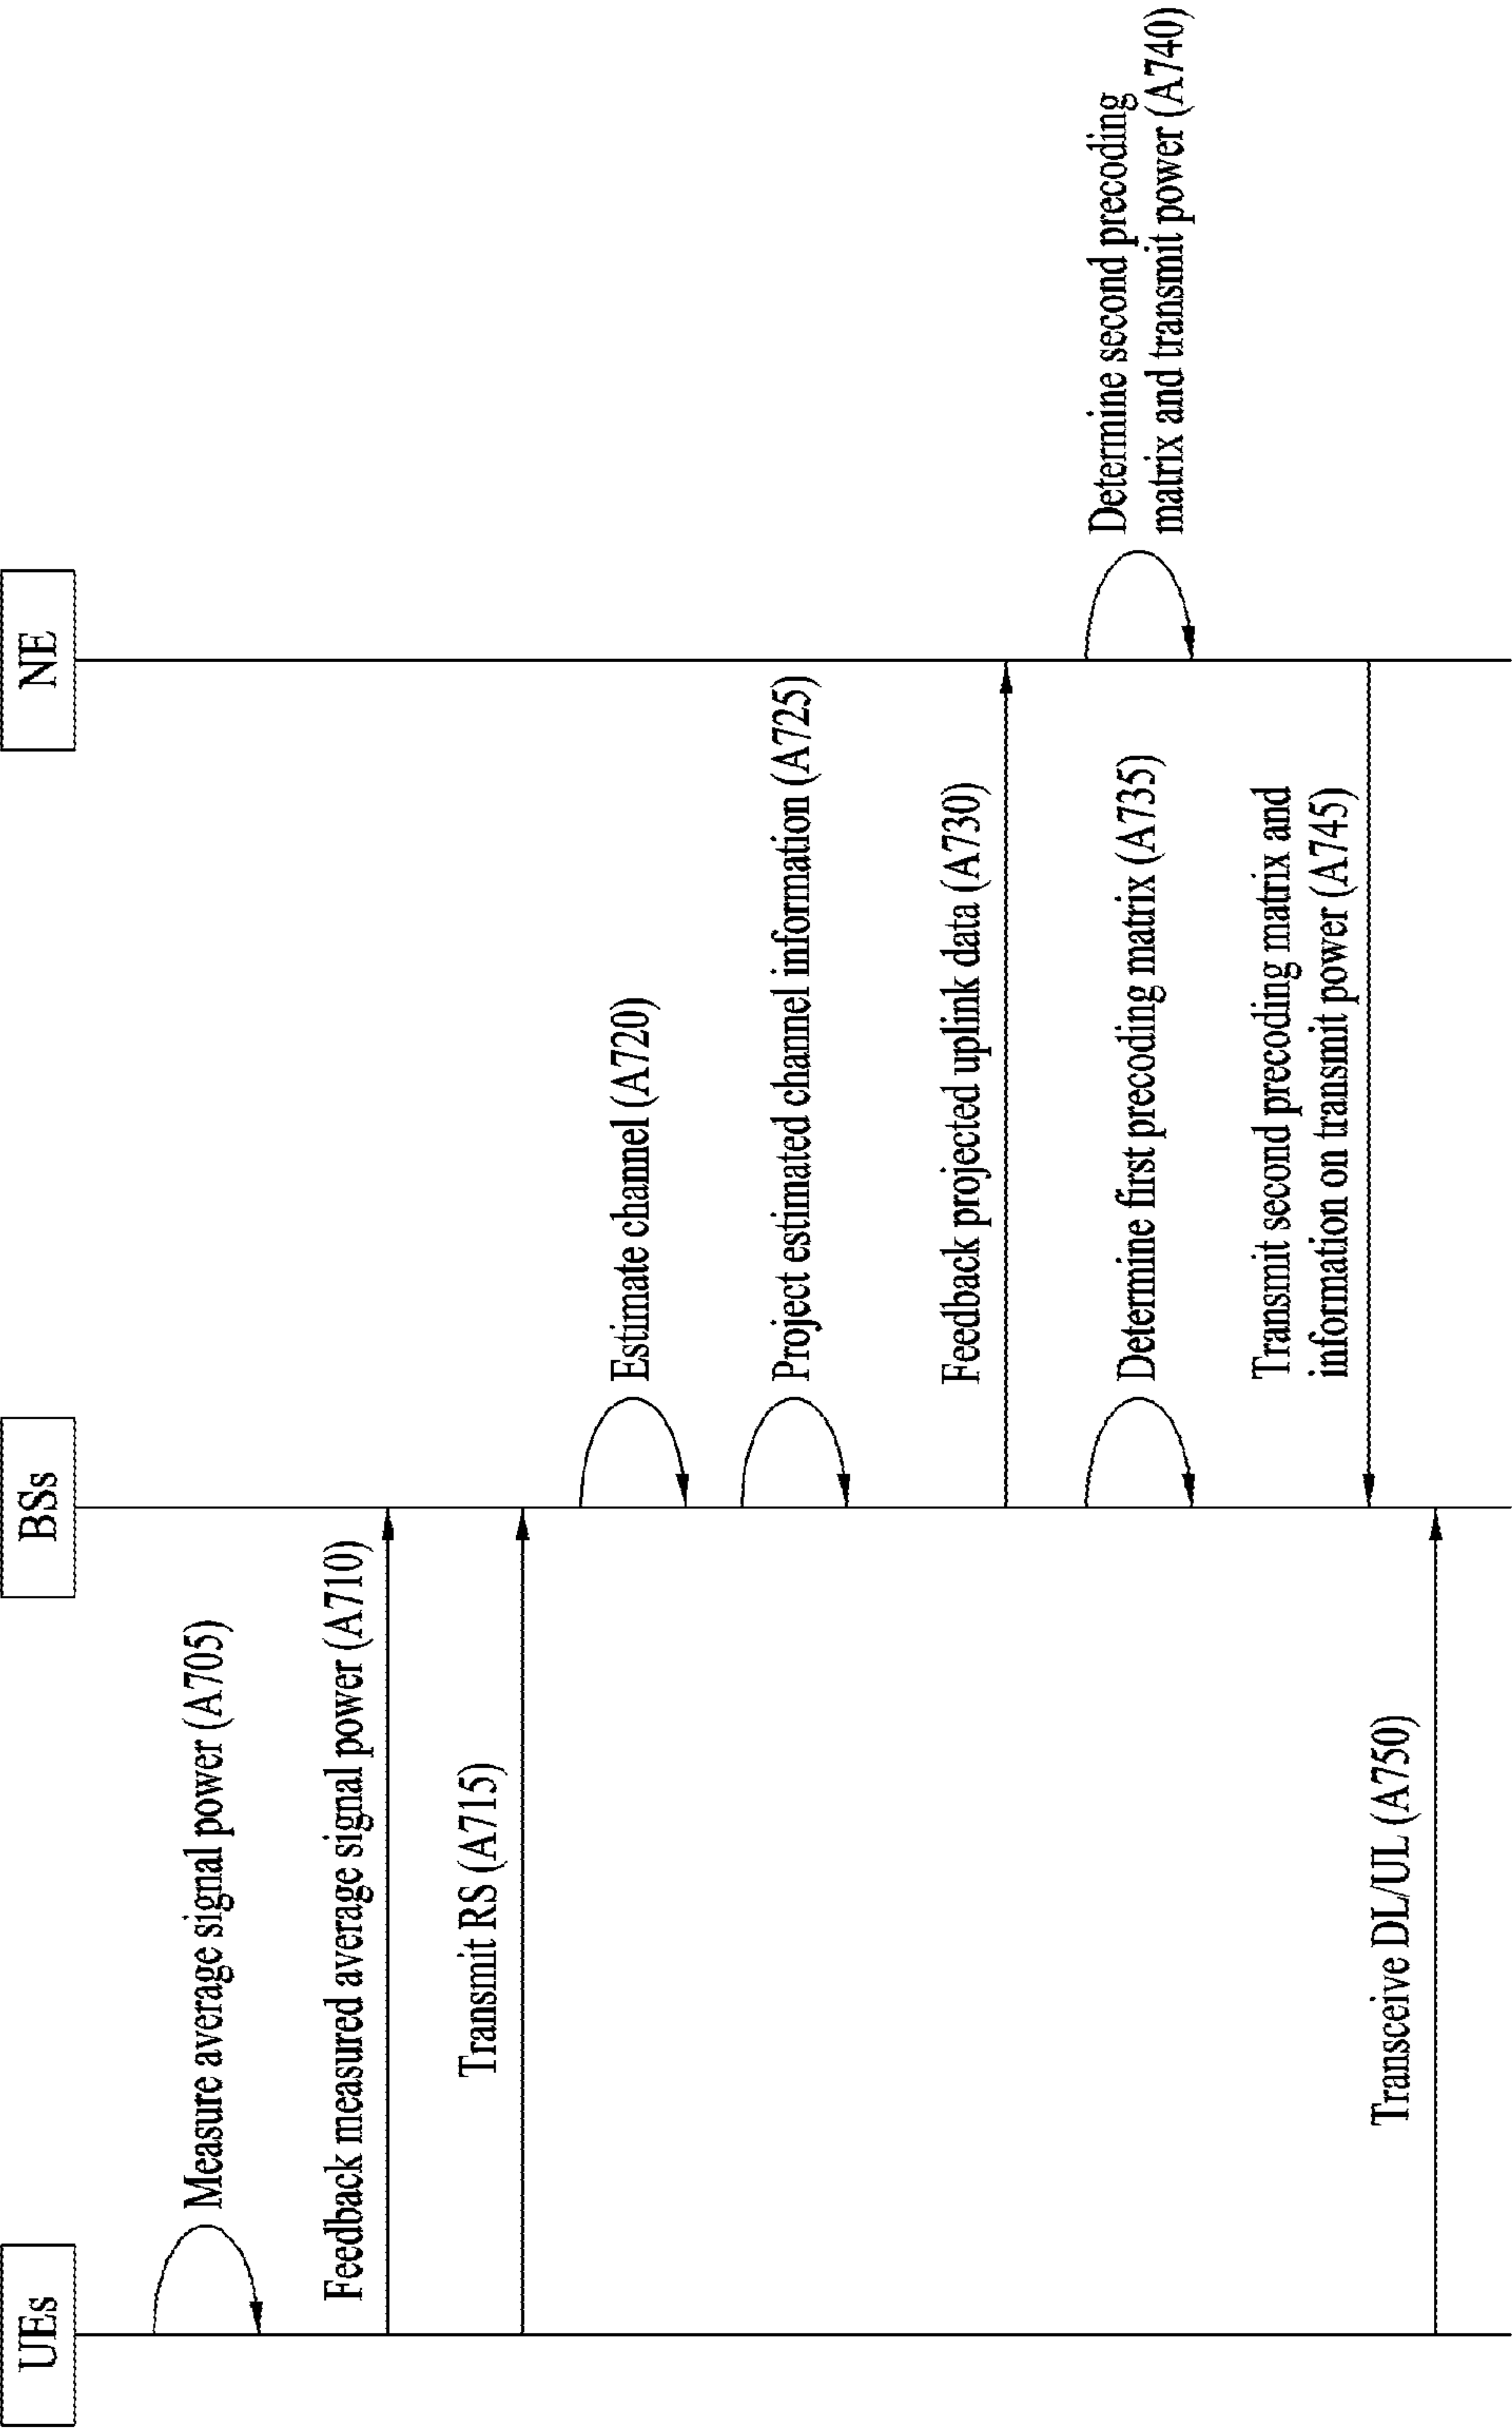 UEs
BSs
NE
Measure average signal power (A705)
Feedback measured average signal power (A710)
Transmit RS (A715)
Estimate channel (A720)
Project estimated channel information (A725)
Feedback projected uplink data (A730)
Determine first precoding matrix (A735)
Determine second precoding
matrix and transmit power (A740)
Transmit second precoding matrix and
information on transmit power (A745)
Transceive DL/UL (A750)